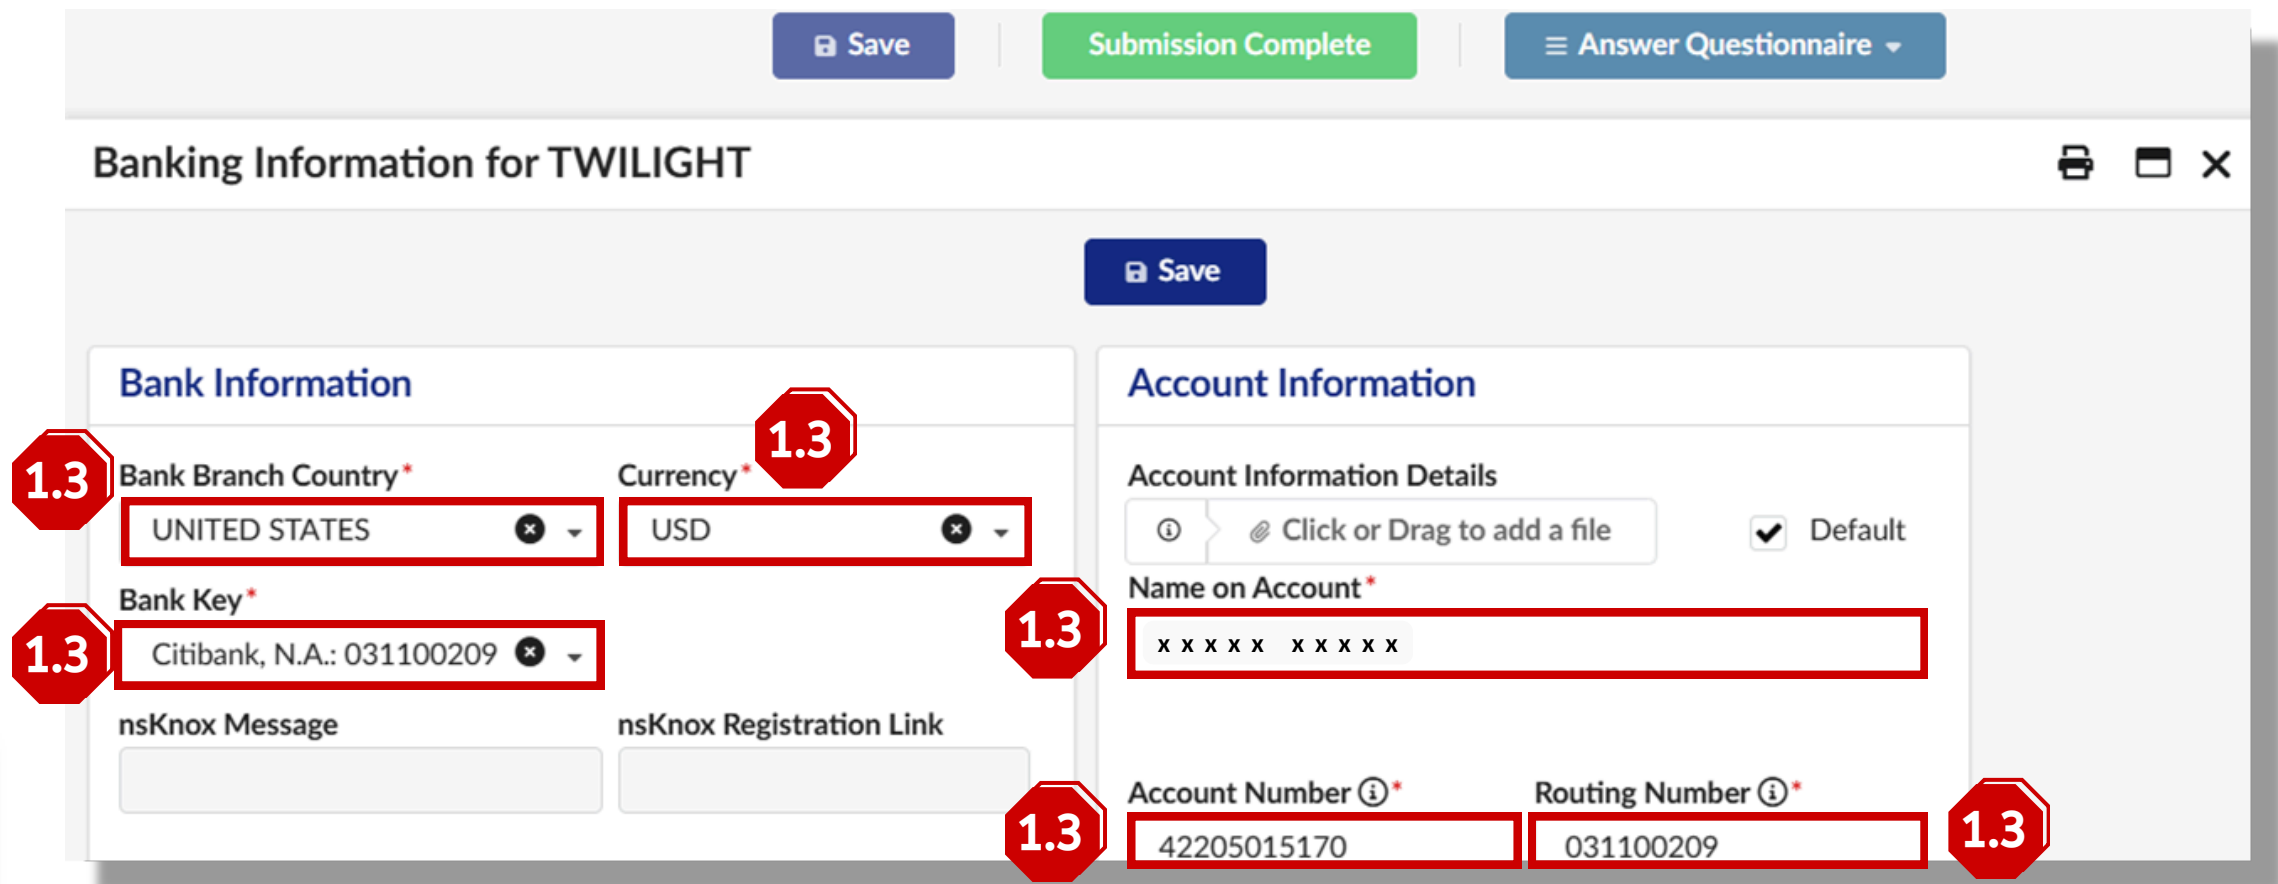 Save Submission Complete Answer Questionnaire
Banking Information for TWILIGHT
Save
Bank Information
1.3
1.3
Bank Branch Country* Currency*
UNITED STATES USD
Bank Key*
1.3
Citibank, N.A.: 031100209
nsKnox Message nsKnox Registration Link
Account Information
Account Information Details
Click or Drag to add a file Default
Name on Account*
1.3
x x x x x x x x x x
Account Number * Routing Number *
1.3 1.3
42205015170 031100209